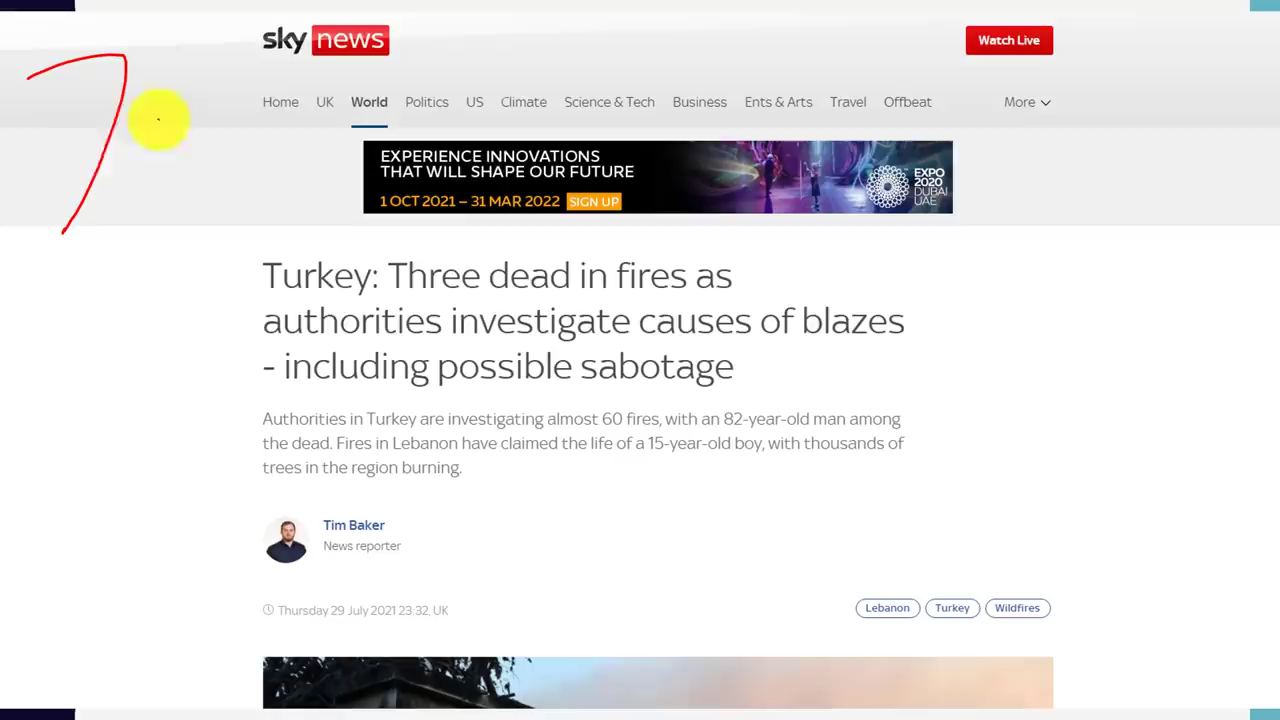 7
sky news
Watch Live
Home UK World Politics US Climate Science & Tech Business Ents & Arts Travel Offbeat More
EXPERIENCE INNOVATIONS
THAT WILL SHAPE OUR FUTURE
1 OCT 2021 – 31 MAR 2022 SIGN UP
EXPO
2020
DUBAI
UAE
Turkey: Three dead in fires as
authorities investigate causes of blazes
- including possible sabotage
Authorities in Turkey are investigating almost 60 fires, with an 82-year-old man among
the dead. Fires in Lebanon have claimed the life of a 15-year-old boy, with thousands of
trees in the region burning.
Tim Baker
News reporter
Thursday 29 July 2021 23:32, UK
Lebanon Turkey Wildfires